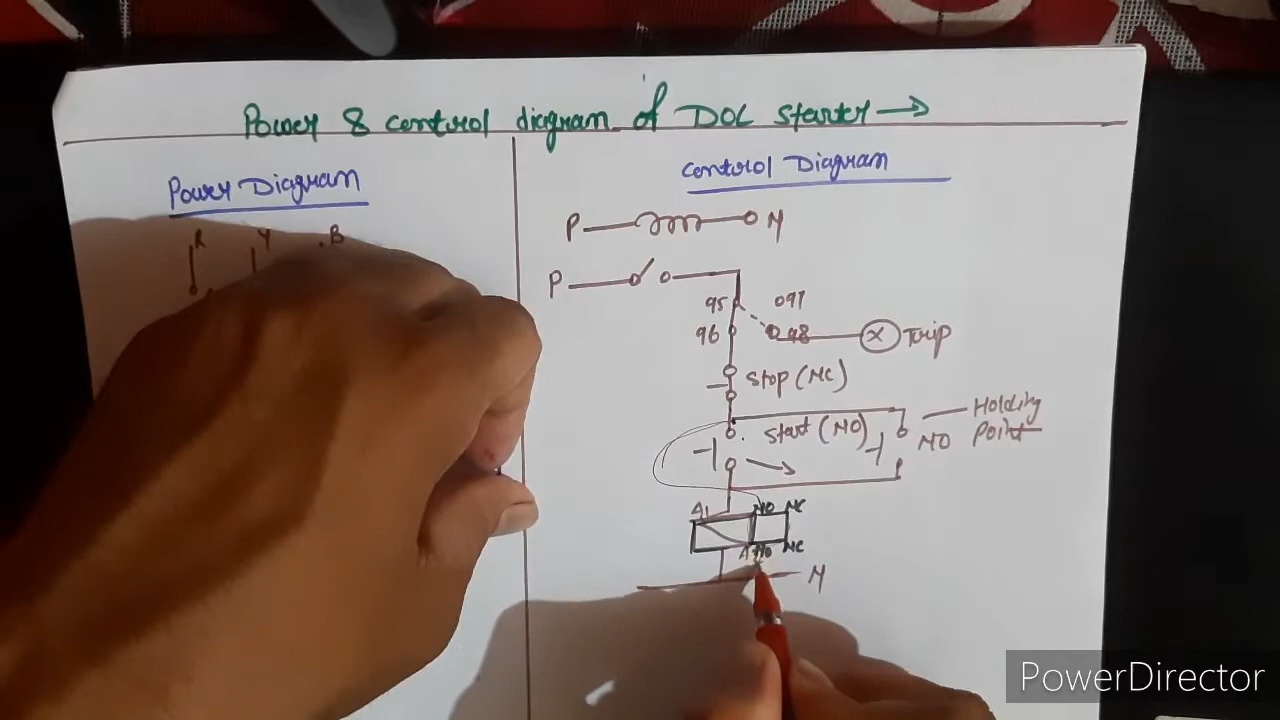 Power & control diagram of DOL starter →
Power Diagram
R Y B
Control Diagram
P N
P
95 097
96 98 Trip
Stop (NC)
Start (NO) NO Holding Point
A1 NO NC
NO NC
N
PowerDirector